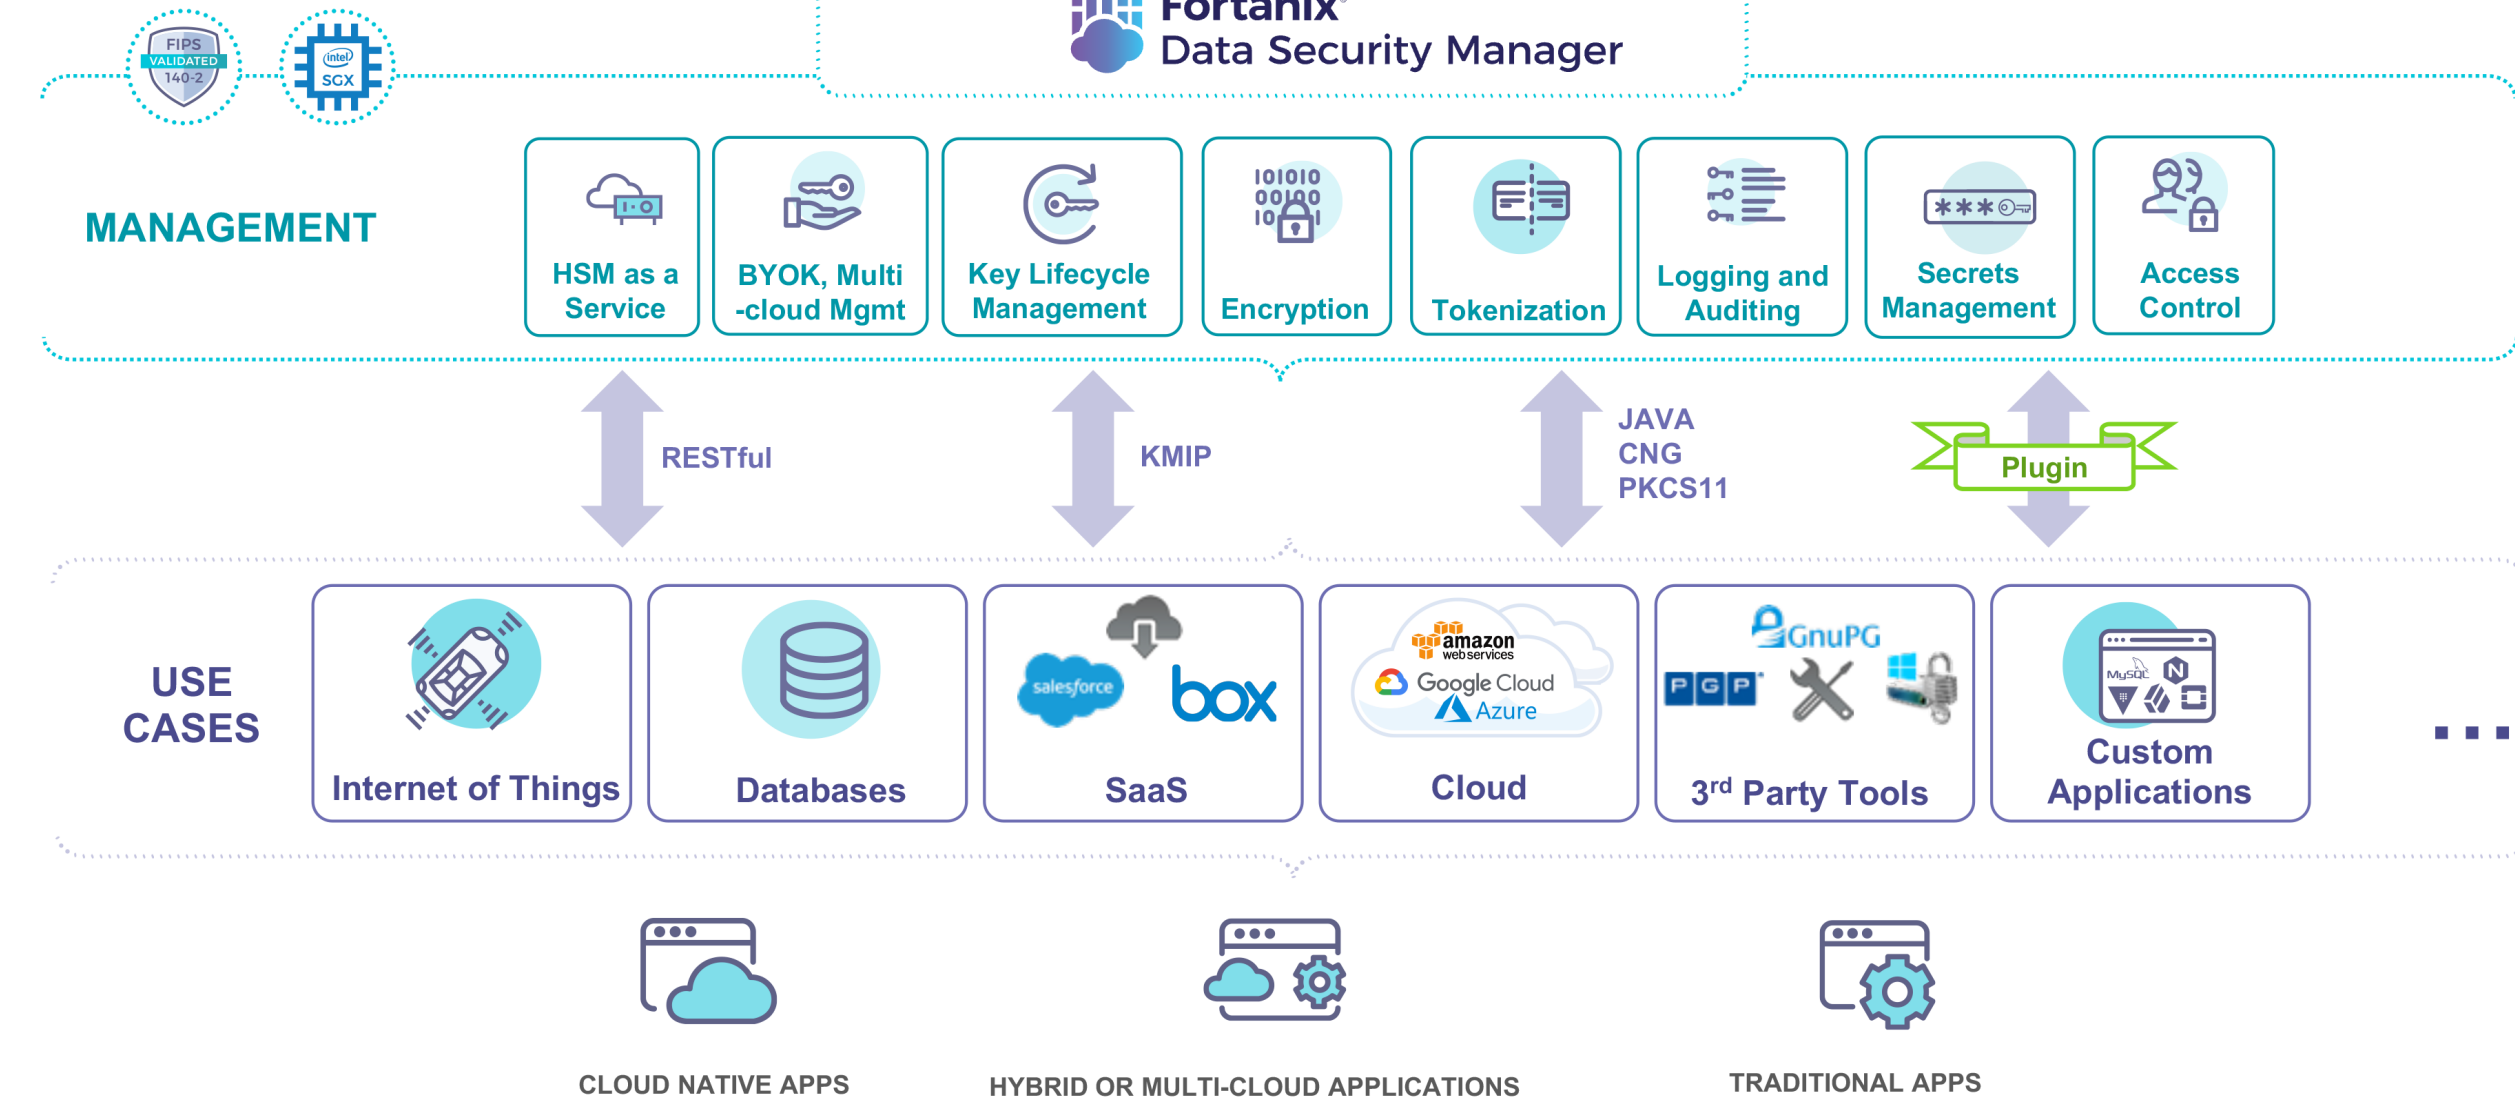 Fortanix
Data Security Manager
FIPS
VALIDATED
140-2
intel
SGX
MANAGEMENT
HSM as a
Service
BYOK, Multi
-cloud Mgmt
Key Lifecycle
Management
101010
Encryption
Tokenization
Logging and
Auditing
***
Secrets
Management
Access
Control
RESTful
KMIP
JAVA
CNG
PKCS11
Plugin
USE
CASES
Internet of Things
Databases
salesforce
box
SaaS
amazon
webservices
Google Cloud
Azure
Cloud
GnuPG
PGP
3rd Party Tools
MySQL
N
Custom
Applications
...
CLOUD NATIVE APPS
HYBRID OR MULTI-CLOUD APPLICATIONS
TRADITIONAL APPS